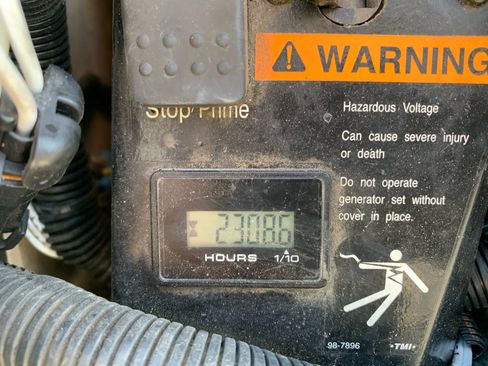 WARNING
Stop/Prime
Hazardous Voltage
Can cause severe injury
or death
Do not operate
generator set without
cover in place.
23086
HOURS 1/10
98-7896 •TMI•